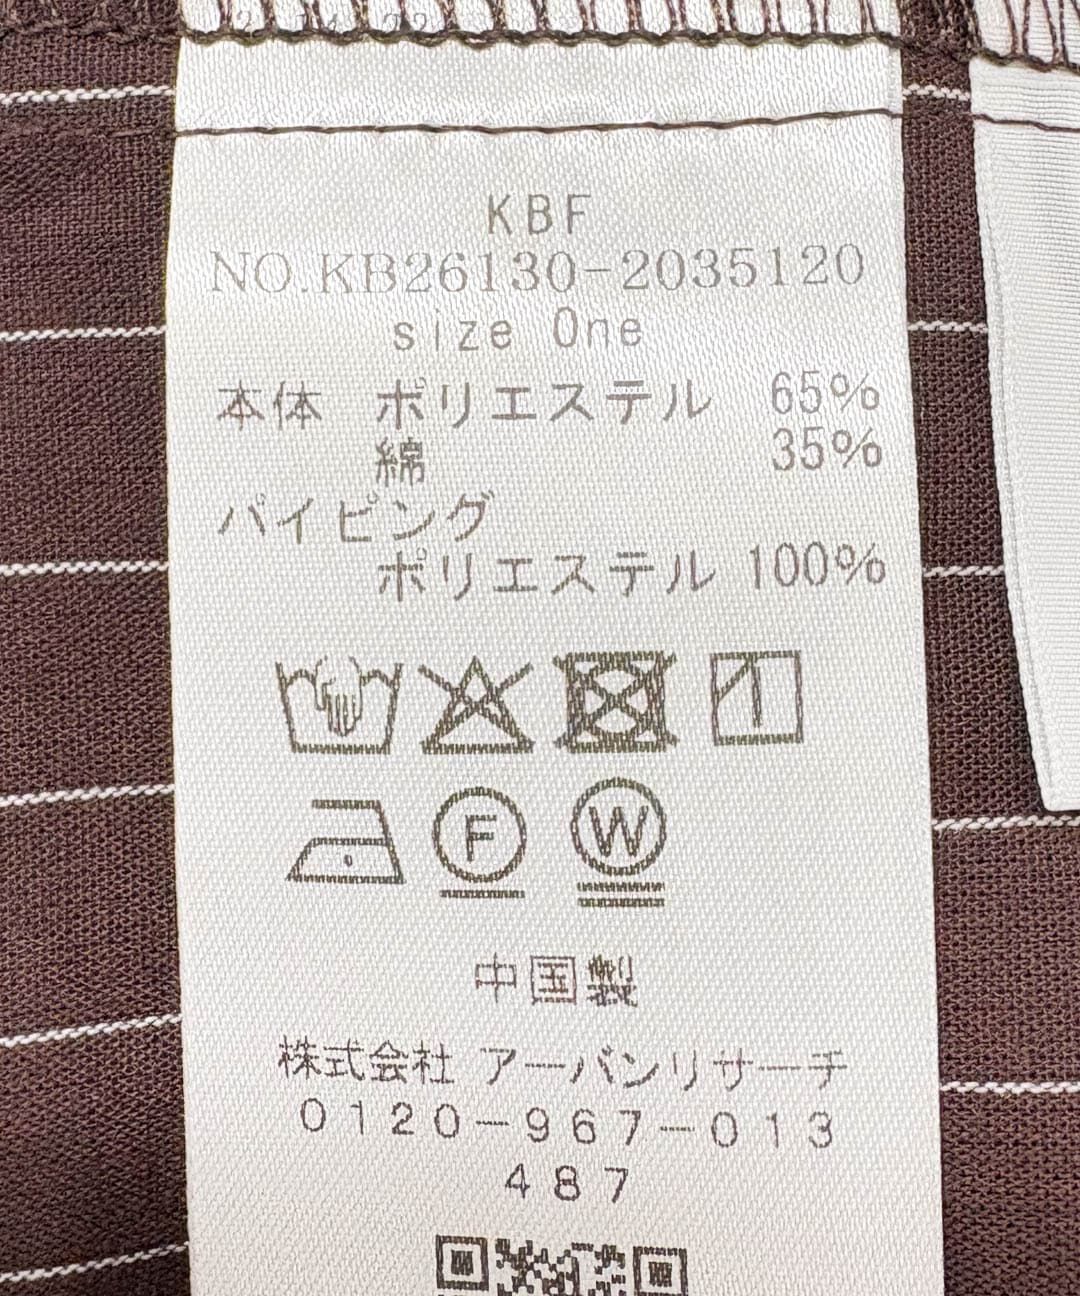 KBF
NO.KB26130-2035120
size One
本体 ポリエステル 65%
綿 35%
パイピング
ポリエステル 100%
F W
中国製
株式会社 アーバンリサーチ
0120-967-013
487